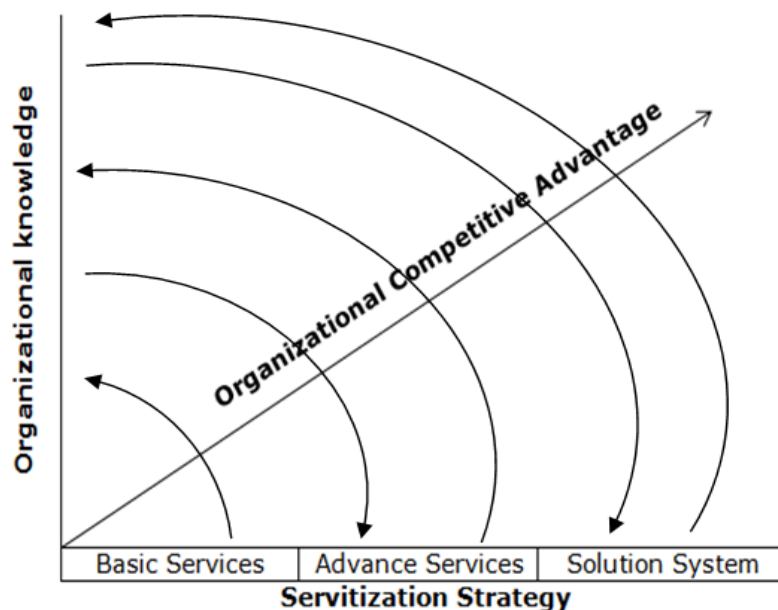 Organizational knowledge
Organizational Competitive Advantage
Basic Services
Advance Services
Solution System
Servitization Strategy